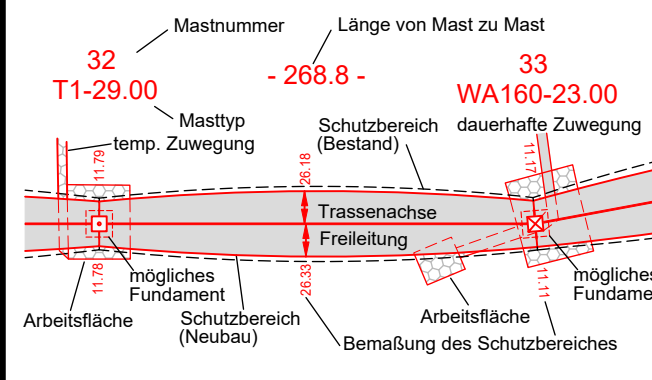 Mastnummer
Länge von Mast zu Mast
32
T1-29.00
- 268.8 -
33
WA160-23.00
Masttyp
temp. Zuwegung
Schutzbereich
(Bestand)
dauerhafte Zuwegung
11.79
26.18
11.17
Trassenachse
Freileitung
11.78
mögliches
Fundament
26.33
11.11
mögliches
Fundame
Arbeitsfläche
Schutzbereich
(Neubau)
Arbeitsfläche
Bemaßung des Schutzbereiches